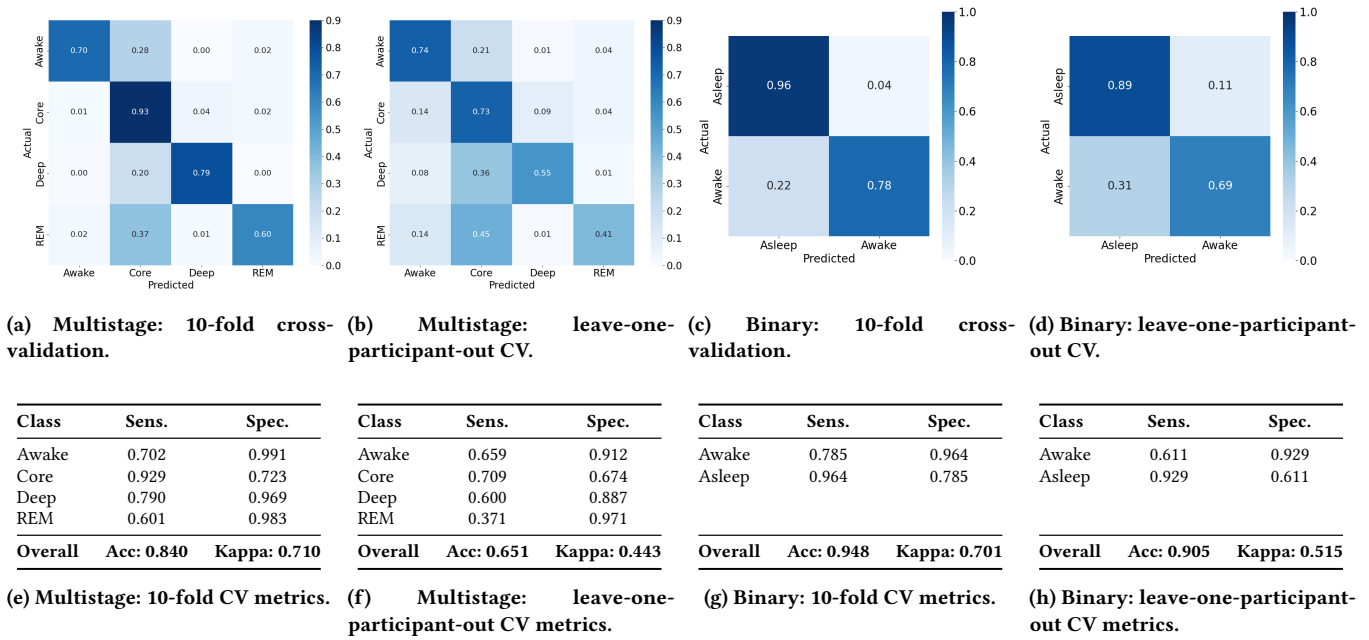 0.9
0.8
0.7
0.6
0.5
0.4
0.3
0.2
0.1
0.0
Actual
Awake
Core
Deep
REM
0.70 0.28 0.00 0.02
0.01 0.93 0.04 0.02
0.00 0.20 0.79 0.00
0.02 0.37 0.01 0.60
Awake Core Deep REM
Predicted
0.9
0.8
0.7
0.6
0.5
0.4
0.3
0.2
0.1
0.0
Actual
Awake
Core
Deep
REM
0.74 0.21 0.01 0.04
0.14 0.73 0.09 0.04
0.08 0.36 0.55 0.01
0.14 0.45 0.01 0.41
Awake Core Deep REM
Predicted
1.0
0.8
0.6
0.4
0.2
0.0
Actual
Asleep
Awake
0.96 0.04
0.22 0.78
Asleep Awake
Predicted
1.0
0.8
0.6
0.4
0.2
0.0
Actual
Asleep
Awake
0.89 0.11
0.31 0.69
Asleep Awake
Predicted
(a) Multistage: 10-fold cross-
validation.
(b) Multistage: leave-one-
participant-out CV.
(c) Binary: 10-fold cross-
validation.
(d) Binary: leave-one-participant-
out CV.
Class Sens. Spec.
Awake 0.702 0.991
Core 0.929 0.723
Deep 0.790 0.969
REM 0.601 0.983
Overall Acc: 0.840 Kappa: 0.710
(e) Multistage: 10-fold CV metrics.
Class Sens. Spec.
Awake 0.659 0.912
Core 0.709 0.674
Deep 0.600 0.887
REM 0.371 0.971
Overall Acc: 0.651 Kappa: 0.443
(f) Multistage: leave-one-
participant-out CV metrics.
Class Sens. Spec.
Awake 0.785 0.964
Asleep 0.964 0.785
Overall Acc: 0.948 Kappa: 0.701
(g) Binary: 10-fold CV metrics.
Class Sens. Spec.
Awake 0.611 0.929
Asleep 0.929 0.611
Overall Acc: 0.905 Kappa: 0.515
(h) Binary: leave-one-participant-
out CV metrics.